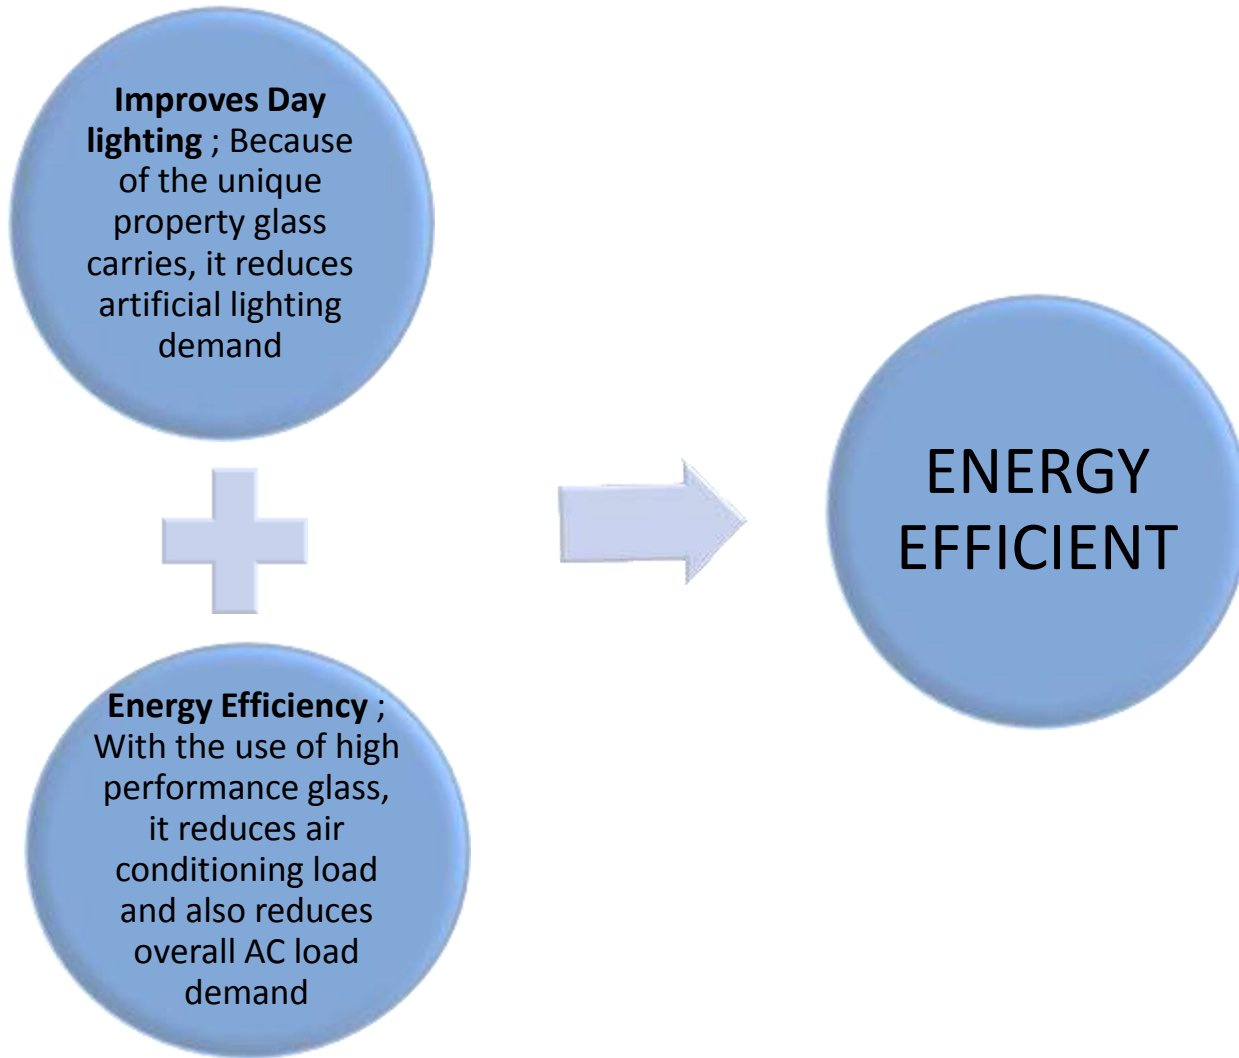 Improves Day
lighting ; Because
of the unique
property glass
carries, it reduces
artificial lighting
demand
Energy Efficiency ;
With the use of high
performance glass,
it reduces air
conditioning load
and also reduces
overall AC load
demand
ENERGY
EFFICIENT